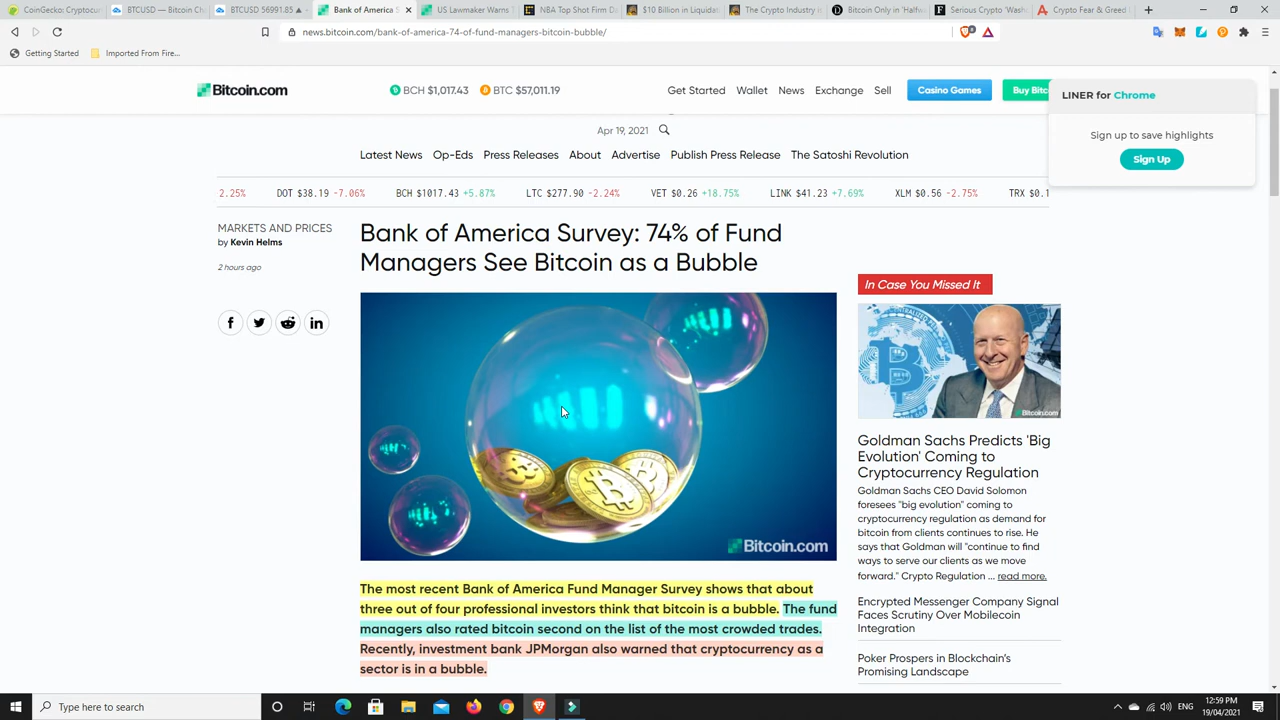 CoinGecko: Cryptocu
BTCUSD — Bitcoin Ch
BTCUSD 56991.85 ▲
Bank of America S
US Lawmaker Warns
NBA Top Shot Firm Da
$10 Billion in Liquidat
The Crypto Industry
Bitcoin Only in 'Halfw
Serious Crypto 'Wash
Crypto Fear & Greed
news.bitcoin.com/bank-of-america-74-of-fund-managers-bitcoin-bubble/
Getting Started
Imported From Fire...
Bitcoin.com
BCH $1,017.43
BTC $57,011.19
Get Started
Wallet
News
Exchange
Sell
Casino Games
Buy Bitc
LINER for Chrome
Sign up to save highlights
Sign Up
Apr 19, 2021
Latest News
Op-Eds
Press Releases
About
Advertise
Publish Press Release
The Satoshi Revolution
2.25%
DOT $38.19 -7.06%
BCH $1017.43 +5.87%
LTC $277.90 -2.24%
VET $0.26 +18.75%
LINK $41.23 +7.69%
XLM $0.56 -2.75%
TRX $0.1
MARKETS AND PRICES
by Kevin Helms
2 hours ago
Bank of America Survey: 74% of Fund
Managers See Bitcoin as a Bubble
Bitcoin.com
The most recent Bank of America Fund Manager Survey shows that about
three out of four professional investors think that bitcoin is a bubble. The fund
managers also rated bitcoin second on the list of the most crowded trades.
Recently, investment bank JPMorgan also warned that cryptocurrency as a
sector is in a bubble.
In Case You Missed It
Bitcoin.com
Goldman Sachs Predicts 'Big
Evolution' Coming to
Cryptocurrency Regulation
Goldman Sachs CEO David Solomon
foresees "big evolution" coming to
cryptocurrency regulation as demand for
bitcoin from clients continues to rise. He
says that Goldman will "continue to find
ways to serve our clients as we move
forward." Crypto Regulation ... read more.
Encrypted Messenger Company Signal
Faces Scrutiny Over Mobilecoin
Integration
Poker Prospers in Blockchain's
Promising Landscape
Type here to search
ENG
12:59 PM
19/04/2021